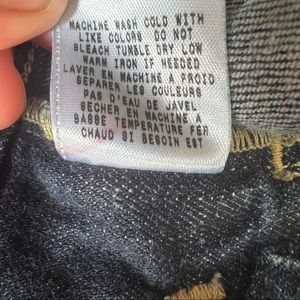 MACHINE WASH COLD WITH
LIKE COLORS DO NOT
BLEACH TUMBLE DRY LOW
WARM IRON IF NEEDED
LAVER EN MACHINE A FROID
SEPARER LES COULEURS
PAS D'EAU DE JAVEL
SECHER EN MACHINE A
BASSE TEMPERATURE FER
CHAUD SI BESOIN EST